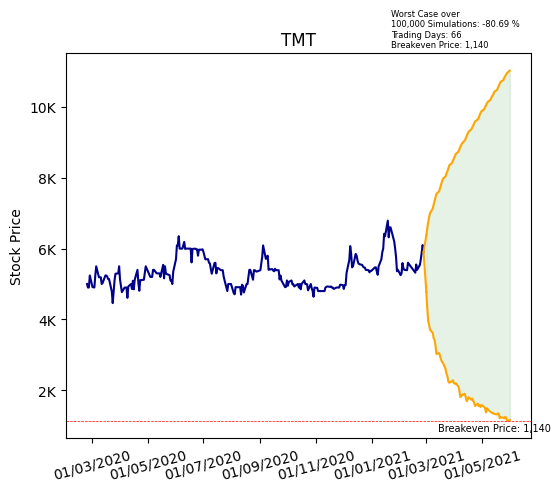 Worst Case over
100,000 Simulations: -80.69 %
Trading Days: 66
Breakeven Price: 1,140
TMT
Stock Price
10K
8K
6K
4K
2K
Breakeven Price: 1,140
01/03/2020
01/05/2020
01/07/2020
01/09/2020
01/11/2020
01/01/2021
01/03/2021
01/05/2021